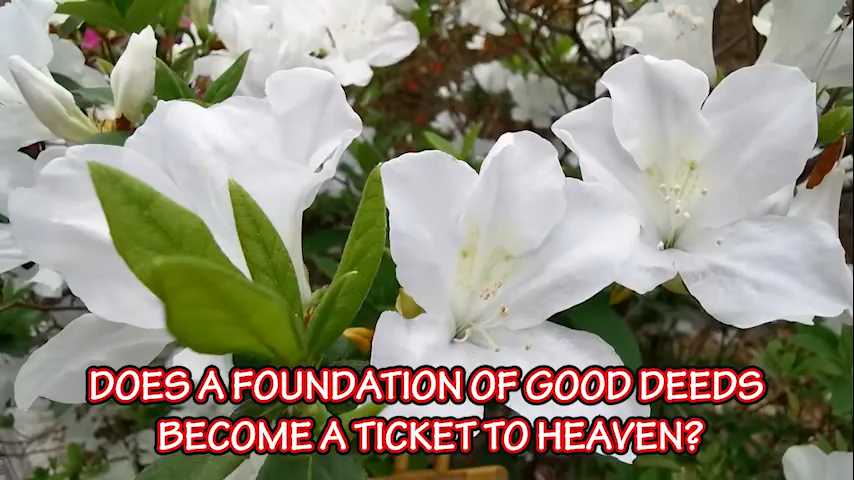 DOES A FOUNDATION OF GOOD DEEDS
BECOME A TICKET TO HEAVEN?